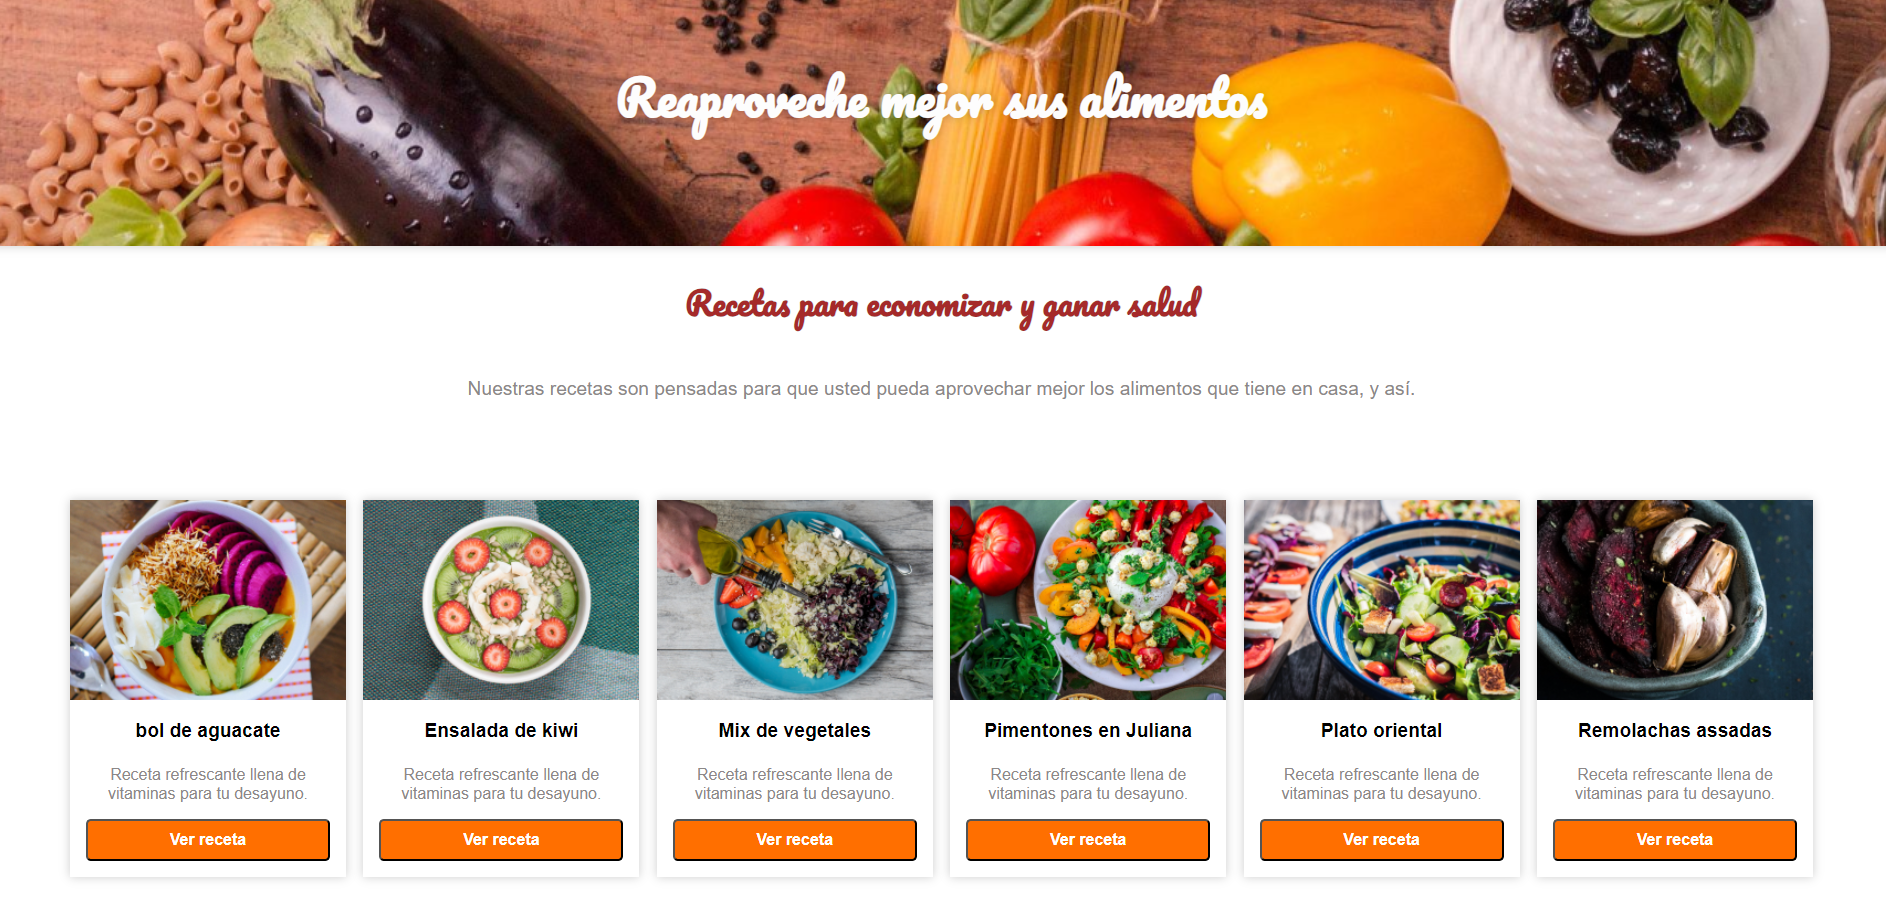 Reaproveche mejor sus alimentos
Recetas para economizar y ganar salud
Nuestras recetas son pensadas para que usted pueda aprovechar mejor los alimentos que tiene en casa, y así.
bol de aguacate
Receta refrescante llena de
vitaminas para tu desayuno.
Ver receta
Ensalada de kiwi
Receta refrescante llena de
vitaminas para tu desayuno.
Ver receta
Mix de vegetales
Receta refrescante llena de
vitaminas para tu desayuno.
Ver receta
Pimentones en Juliana
Receta refrescante llena de
vitaminas para tu desayuno.
Ver receta
Plato oriental
Receta refrescante llena de
vitaminas para tu desayuno.
Ver receta
Remolachas assadas
Receta refrescante llena de
vitaminas para tu desayuno.
Ver receta